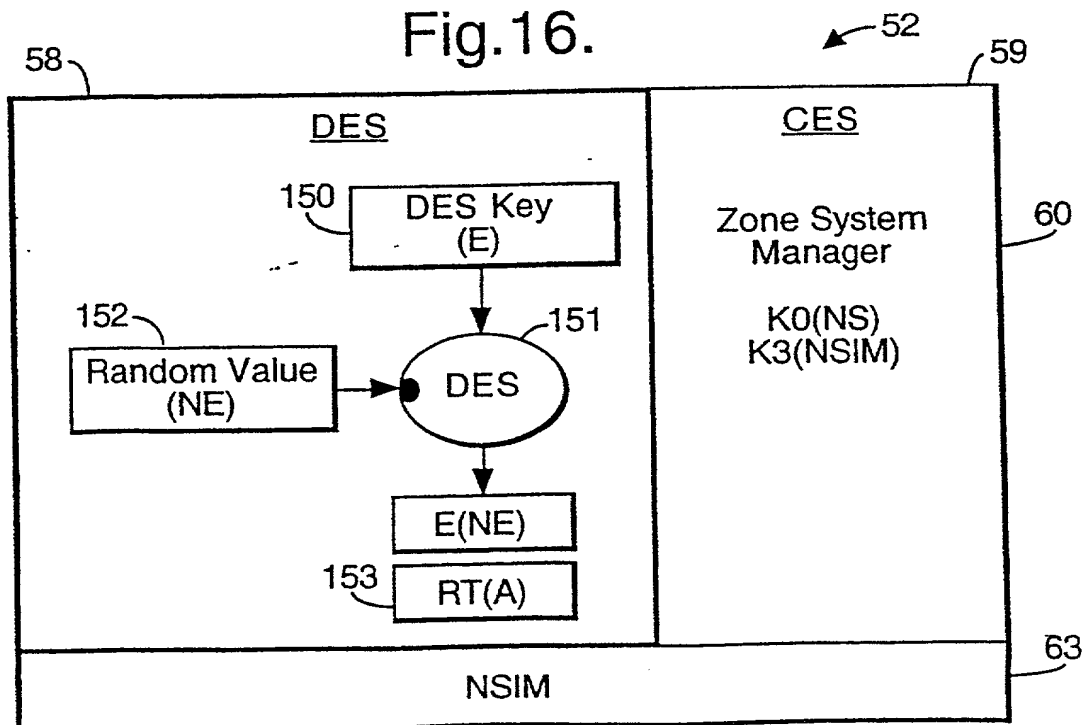 Fig.16.
52
58
59
DES
CES
150
DES Key
(E)
Zone System
Manager
60
152
151
K0(NS)
K3(NSIM)
Random Value
(NE)
DES
E(NE)
153
RT(A)
63
NSIM